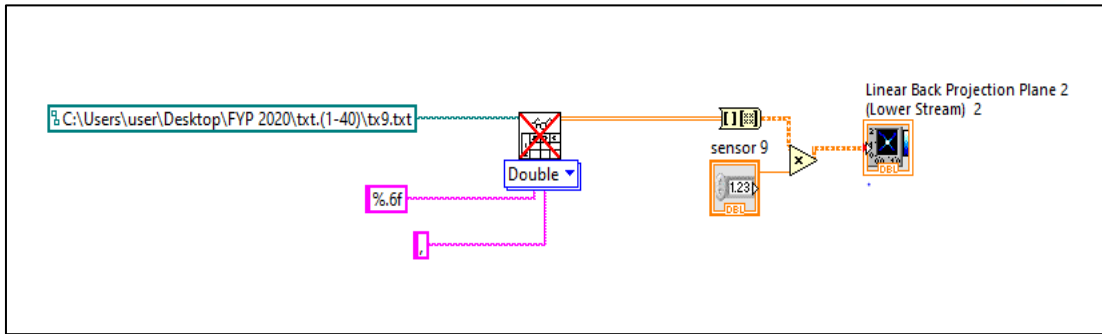 C:\Users\user\Desktop\FYP 2020\txt.(1-40)\tx9.txt
Double
%.6f
,
sensor 9
1.23
DBL
Linear Back Projection Plane 2
(Lower Stream) 2
DBL